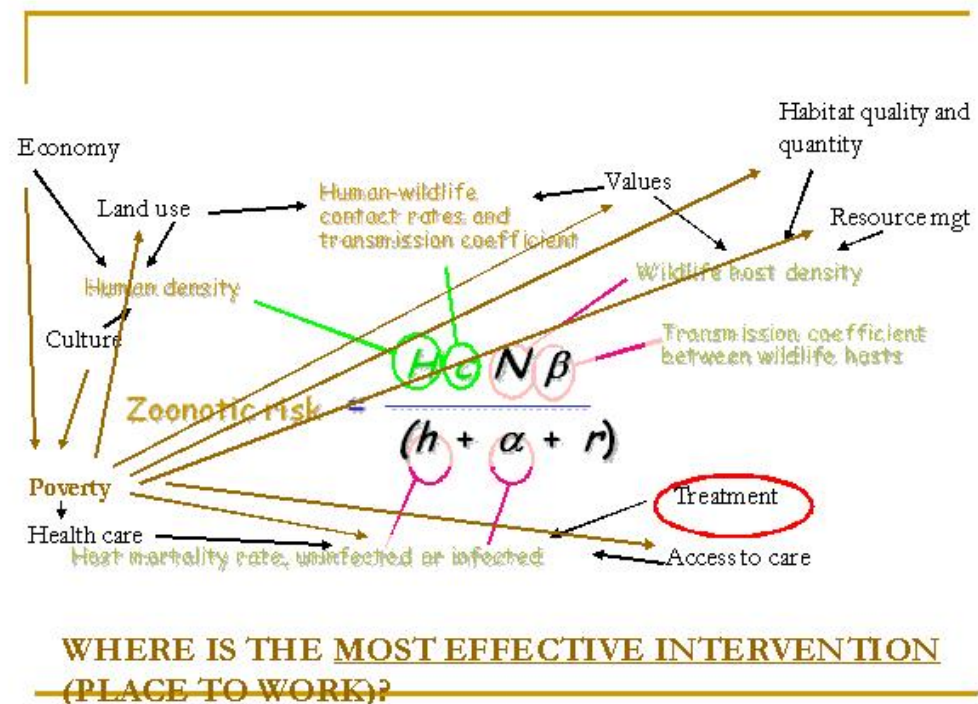 Habitat quality and
quantity
Economy
Values
Human-wildlife
contact rates and
transmission coefficient
Land use
Resource mgt
Wildlife host density
Human density
Culture
Transmission coefficient
between wildlife hosts
H c N β
Zoonotic risk =
(h + α + r)
Poverty
Treatment
Health care
Host mortality rate, uninfected or infected
Access to care
WHERE IS THE MOST EFFECTIVE INTERVENTION
(PLACE TO WORK)?